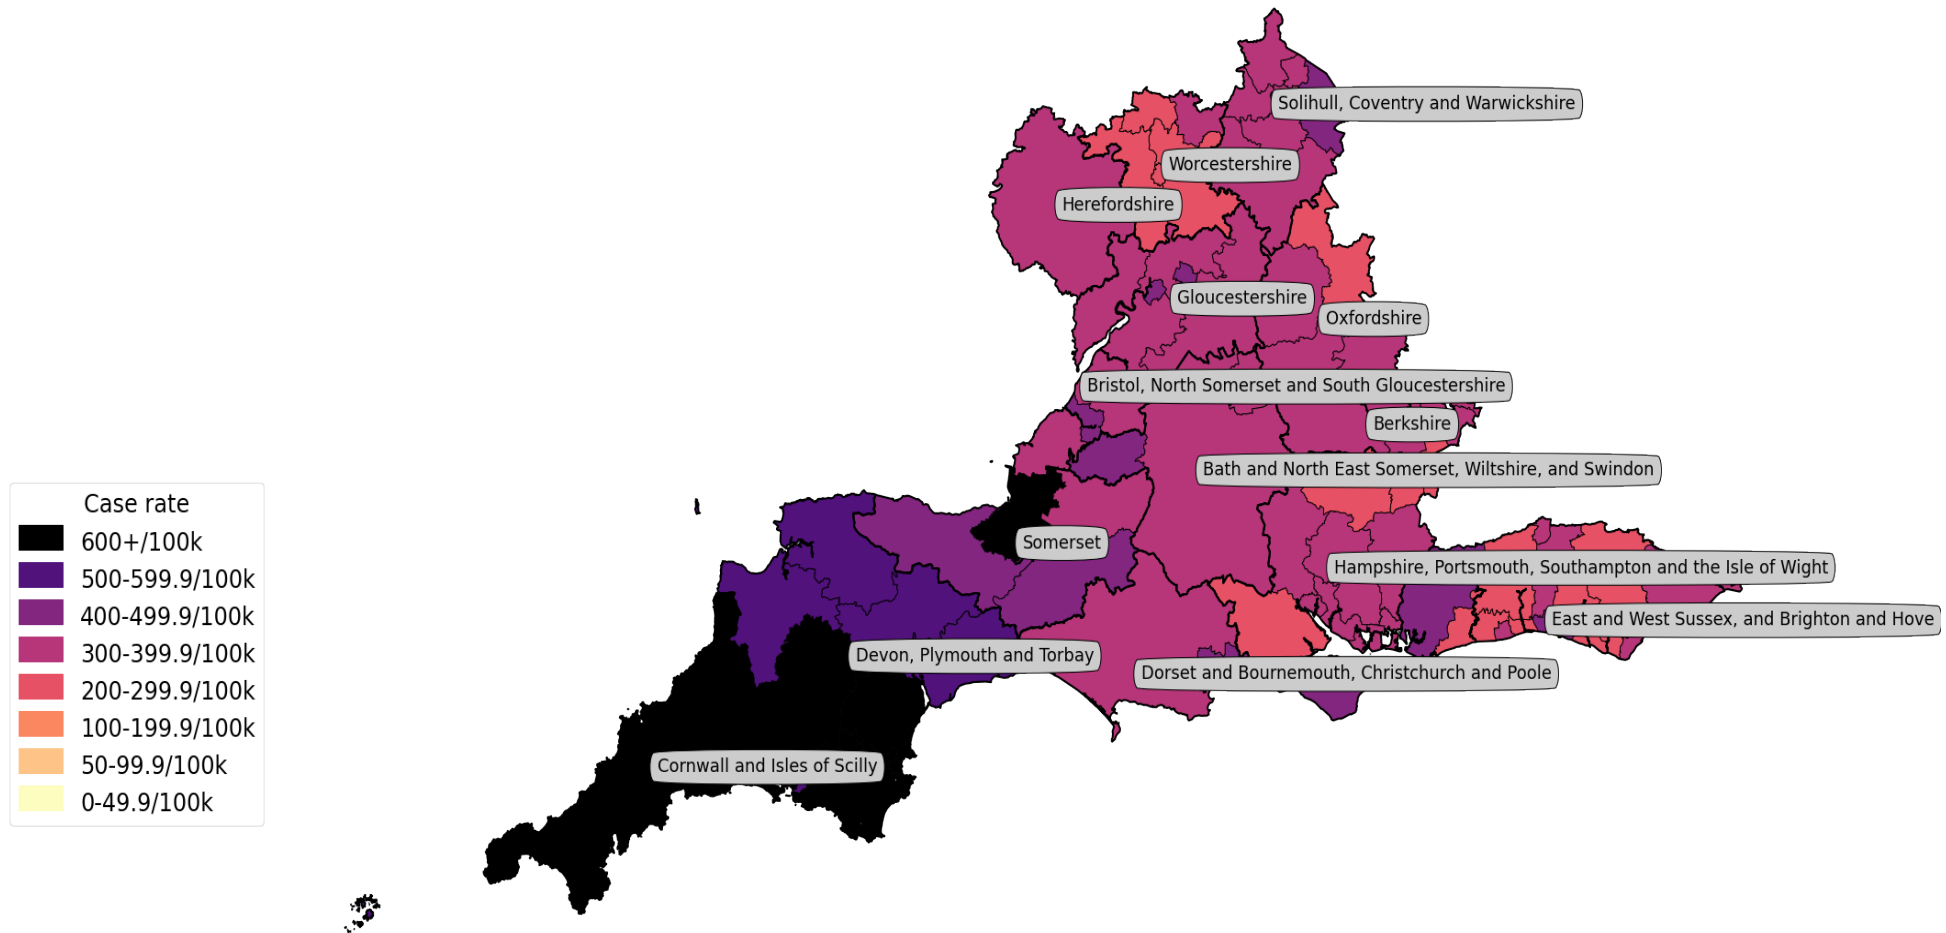 Solihull, Coventry and Warwickshire
Worcestershire
Herefordshire
Gloucestershire
Oxfordshire
Bristol, North Somerset and South Gloucestershire
Berkshire
Bath and North East Somerset, Wiltshire, and Swindon
Somerset
Hampshire, Portsmouth, Southampton and the Isle of Wight
East and West Sussex, and Brighton and Hove
Devon, Plymouth and Torbay
Dorset and Bournemouth, Christchurch and Poole
Cornwall and Isles of Scilly
Case rate
600+/100k
500-599.9/100k
400-499.9/100k
300-399.9/100k
200-299.9/100k
100-199.9/100k
50-99.9/100k
0-49.9/100k